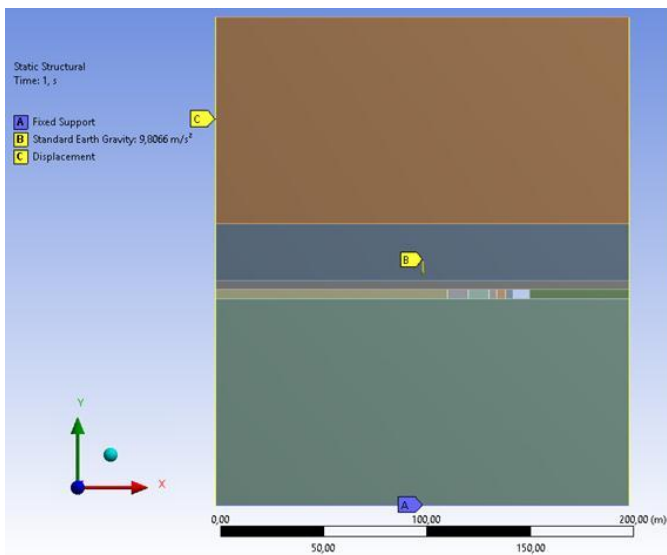 Static Structural
Time: 1, s
A Fixed Support
B Standard Earth Gravity: 9,8066 m/s²
C Displacement
C
B
Y
X
A
0,00 100,00 200,00 (m)
50,00 150,00